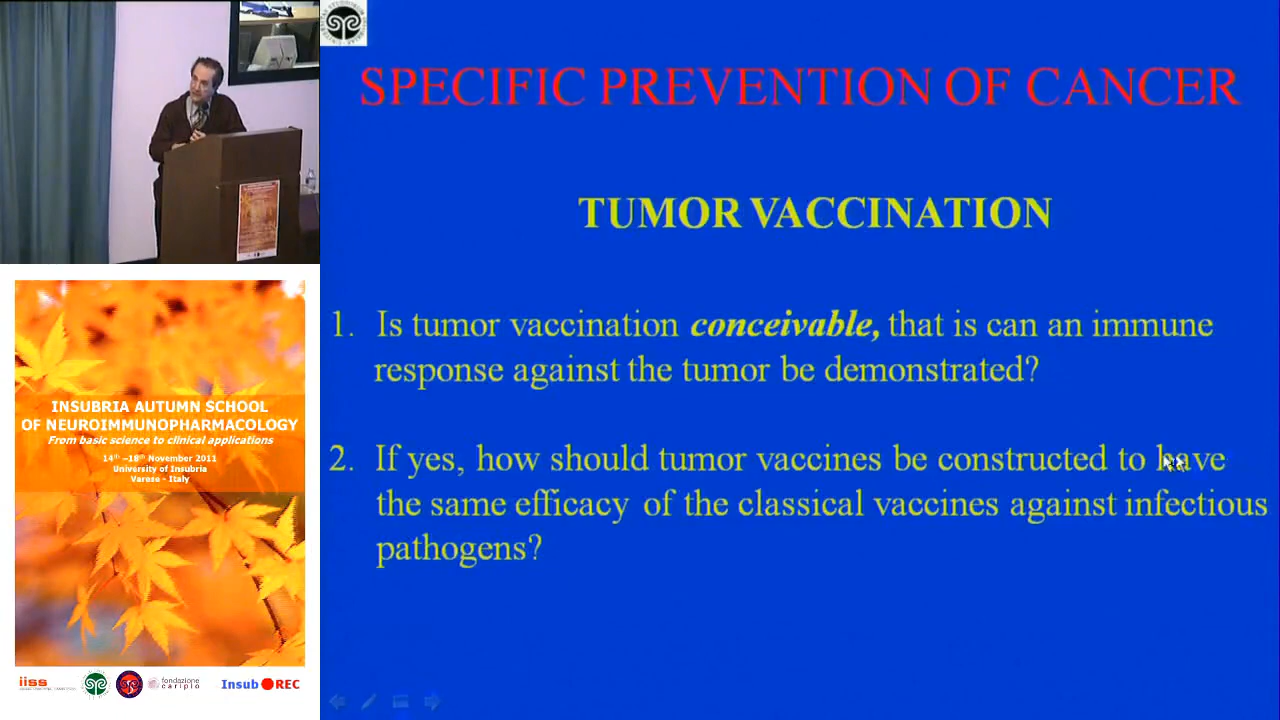 SPECIFIC PREVENTION OF CANCER
TUMOR VACCINATION
1. Is tumor vaccination conceivable, that is can an immune
response against the tumor be demonstrated?
2. If yes, how should tumor vaccines be constructed to have
the same efficacy of the classical vaccines against infectious
pathogens?
INSUBRIA AUTUMN SCHOOL
OF NEUROIMMUNOPHARMACOLOGY
From basic science to clinical applications
14th –18th November 2011
University of Insubria
Varese - Italy
iiss
fondazione
cariplo
Insub REC